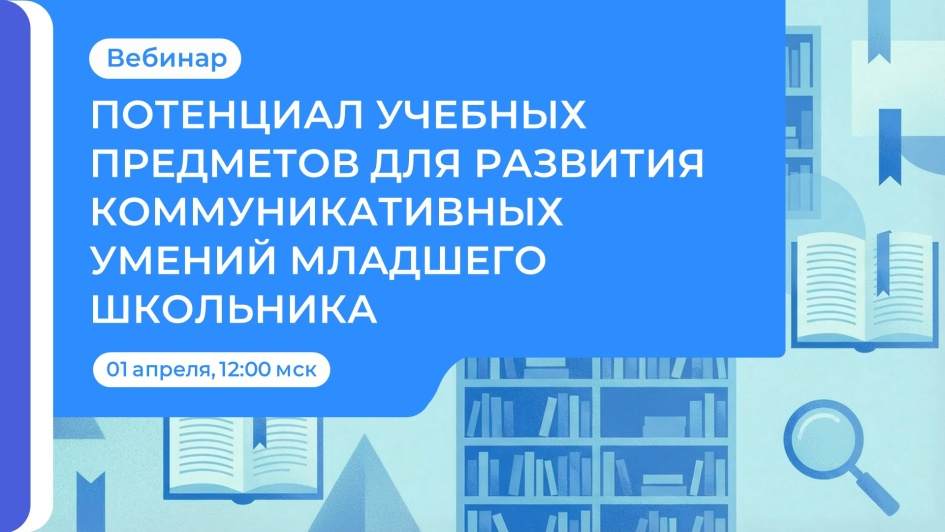 Вебинар
ПОТЕНЦИАЛ УЧЕБНЫХ
ПРЕДМЕТОВ ДЛЯ РАЗВИТИЯ
КОММУНИКАТИВНЫХ
УМЕНИЙ МЛАДШЕГО
ШКОЛЬНИКА
01 апреля, 12:00 мск